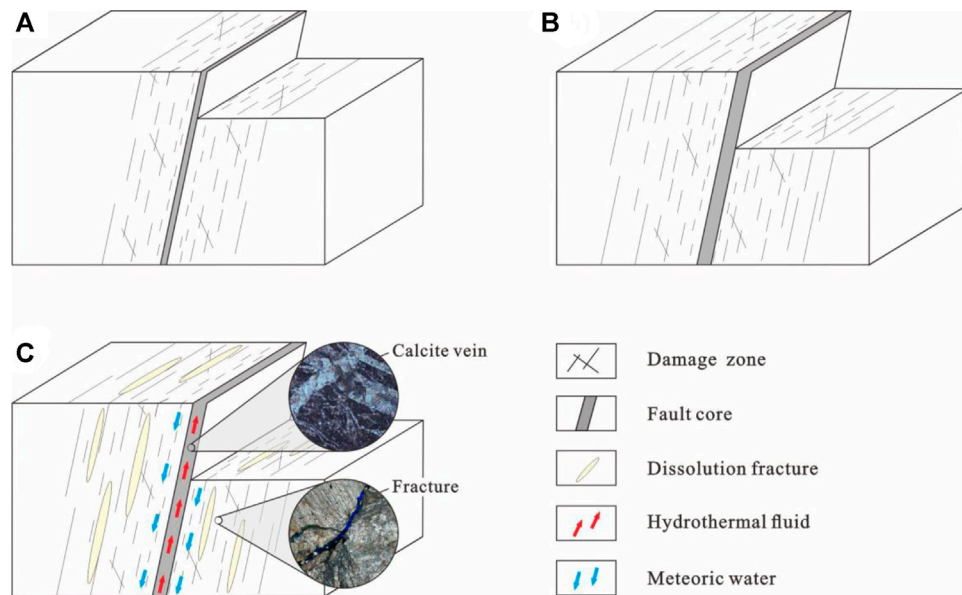 A
B
C
Calcite vein
Fracture
Damage zone
Fault core
Dissolution fracture
Hydrothermal fluid
Meteoric water